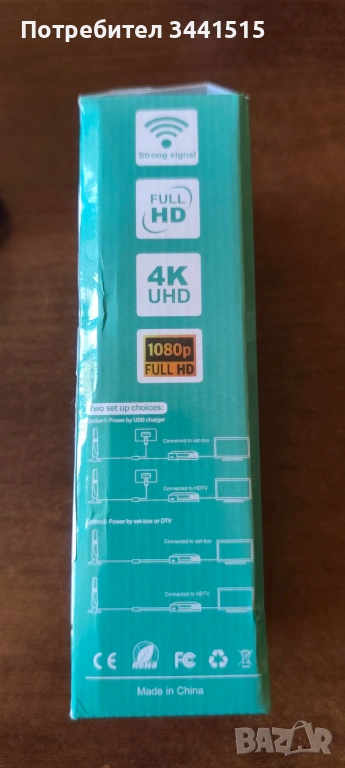 Потребител 3441515
Strong signal
FULL
HD
4K
UHD
1080p
FULL HD
Two set up choices:
Option1: Power by USB charger
Connected to set-box
Connected to HDTV
Option2: Power by set-box or DTV
Connected to set-box
Connected to HDTV
CE
ROHS
FC
Made in China
BAZAR